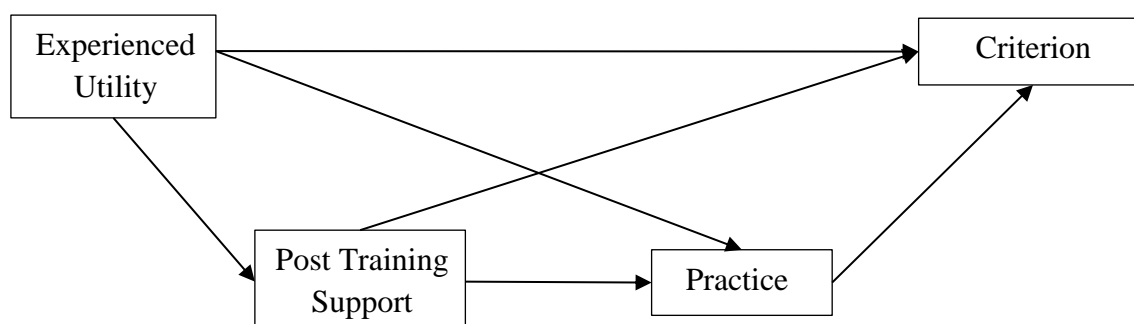 Experienced
Utility
Criterion
Post Training
Support
Practice